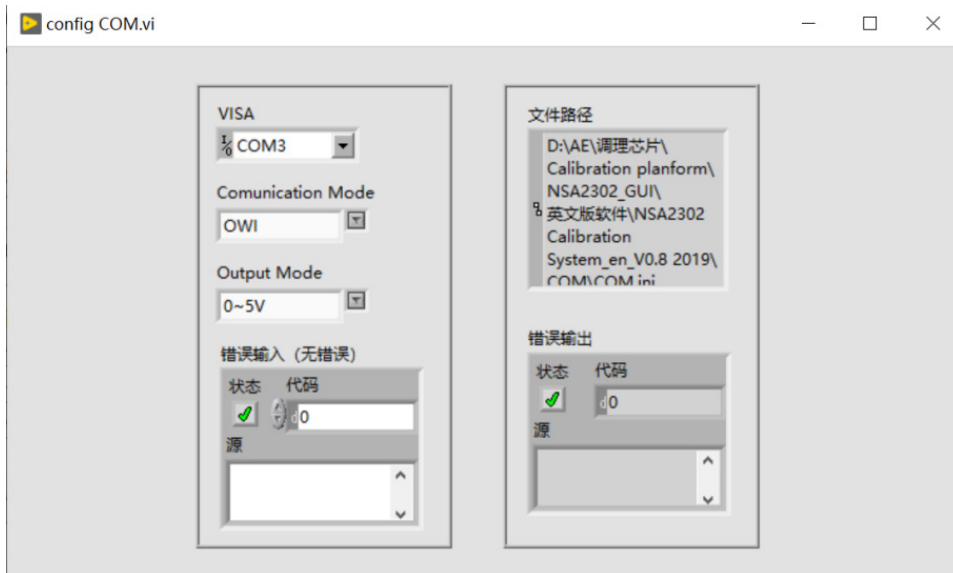 config COM.vi
VISA
COM3
Comunication Mode
OWI
Output Mode
0~5V
错误输入（无错误）
状态 代码
d 0
源
文件路径
D:\AE\调理芯片\
Calibration planform\
NSA2302_GUI\
英文版软件\NSA2302
Calibration
System_en_V0.8 2019\
COM\COM.ini
错误输出
状态 代码
d 0
源